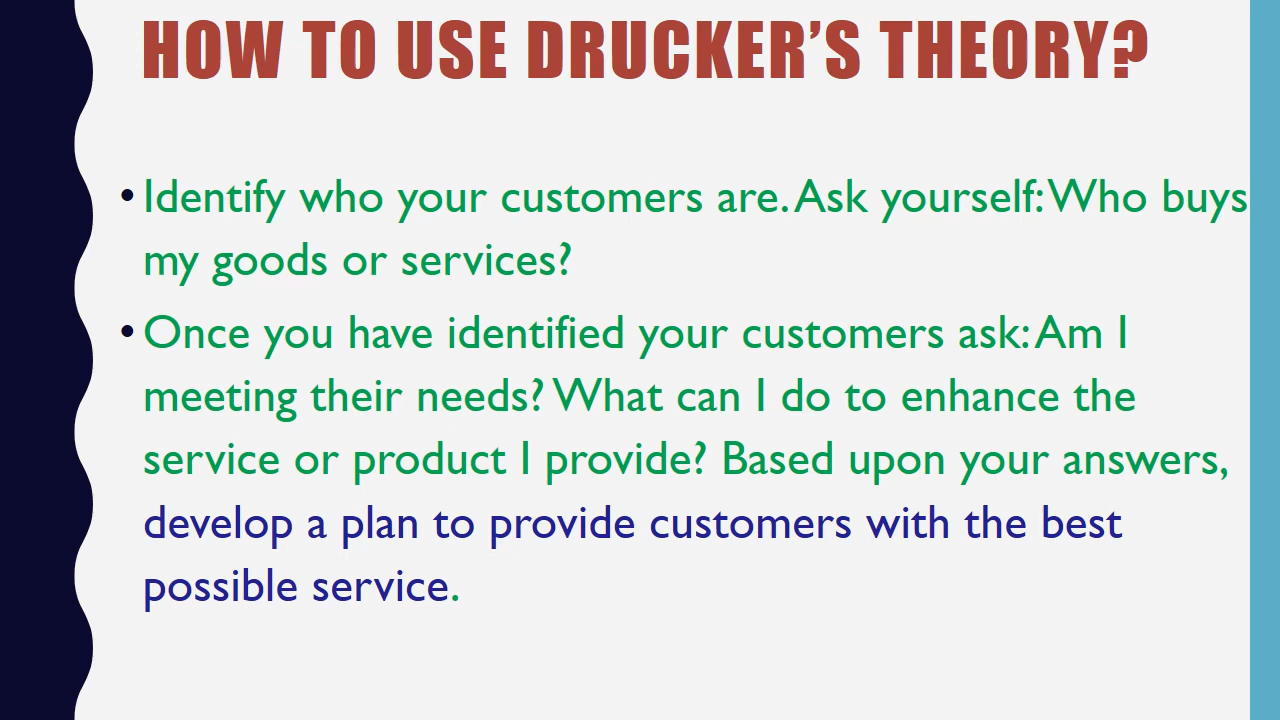 HOW TO USE DRUCKER'S THEORY?
• Identify who your customers are. Ask yourself: Who buys
my goods or services?
• Once you have identified your customers ask: Am I
meeting their needs? What can I do to enhance the
service or product I provide? Based upon your answers,
develop a plan to provide customers with the best
possible service.